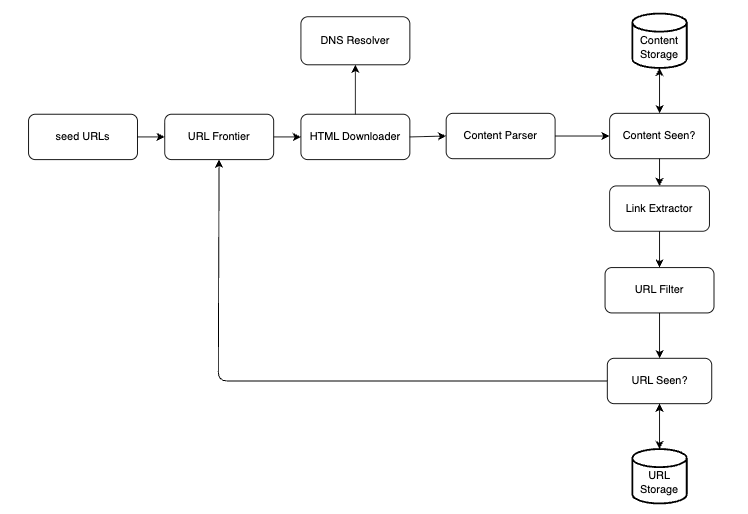 DNS Resolver
Content
Storage
seed URLs
URL Frontier
HTML Downloader
Content Parser
Content Seen?
Link Extractor
URL Filter
URL Seen?
URL
Storage